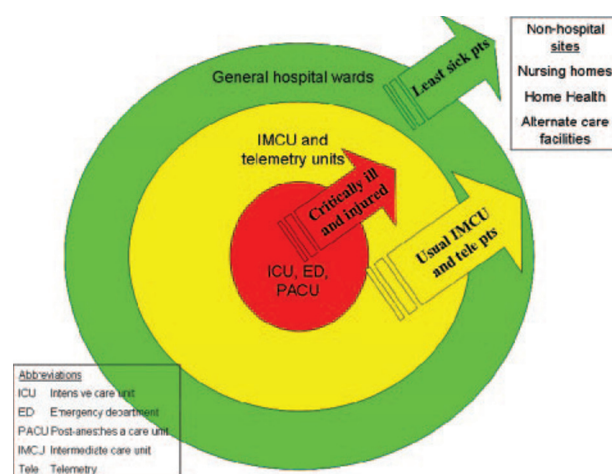 Non-hospital
sites
Nursing homes
Home Health
Alternate care
facilities
General hospital wards
Least sick pts
IMCU and
telemetry units
Critically ill
and injured
Usual IMCU
and tele pts
ICU, ED,
PACU
Abbreviations
ICU Intensive care unit
ED Emergency department
PACU Post-anesthes a care unit
IMCJ Intermediate care unit
Tele Telemetry